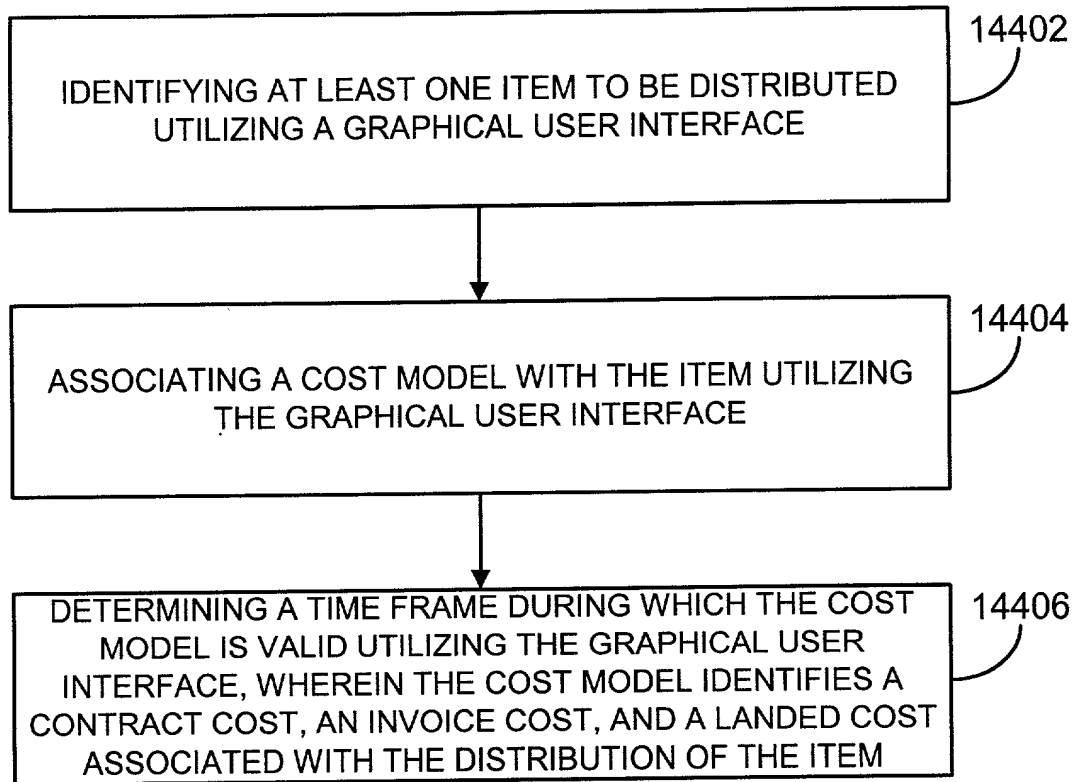 14402
IDENTIFYING AT LEAST ONE ITEM TO BE DISTRIBUTED
UTILIZING A GRAPHICAL USER INTERFACE
14404
ASSOCIATING A COST MODEL WITH THE ITEM UTILIZING
THE GRAPHICAL USER INTERFACE
14406
DETERMINING A TIME FRAME DURING WHICH THE COST
MODEL IS VALID UTILIZING THE GRAPHICAL USER
INTERFACE, WHEREIN THE COST MODEL IDENTIFIES A
CONTRACT COST, AN INVOICE COST, AND A LANDED COST
ASSOCIATED WITH THE DISTRIBUTION OF THE ITEM